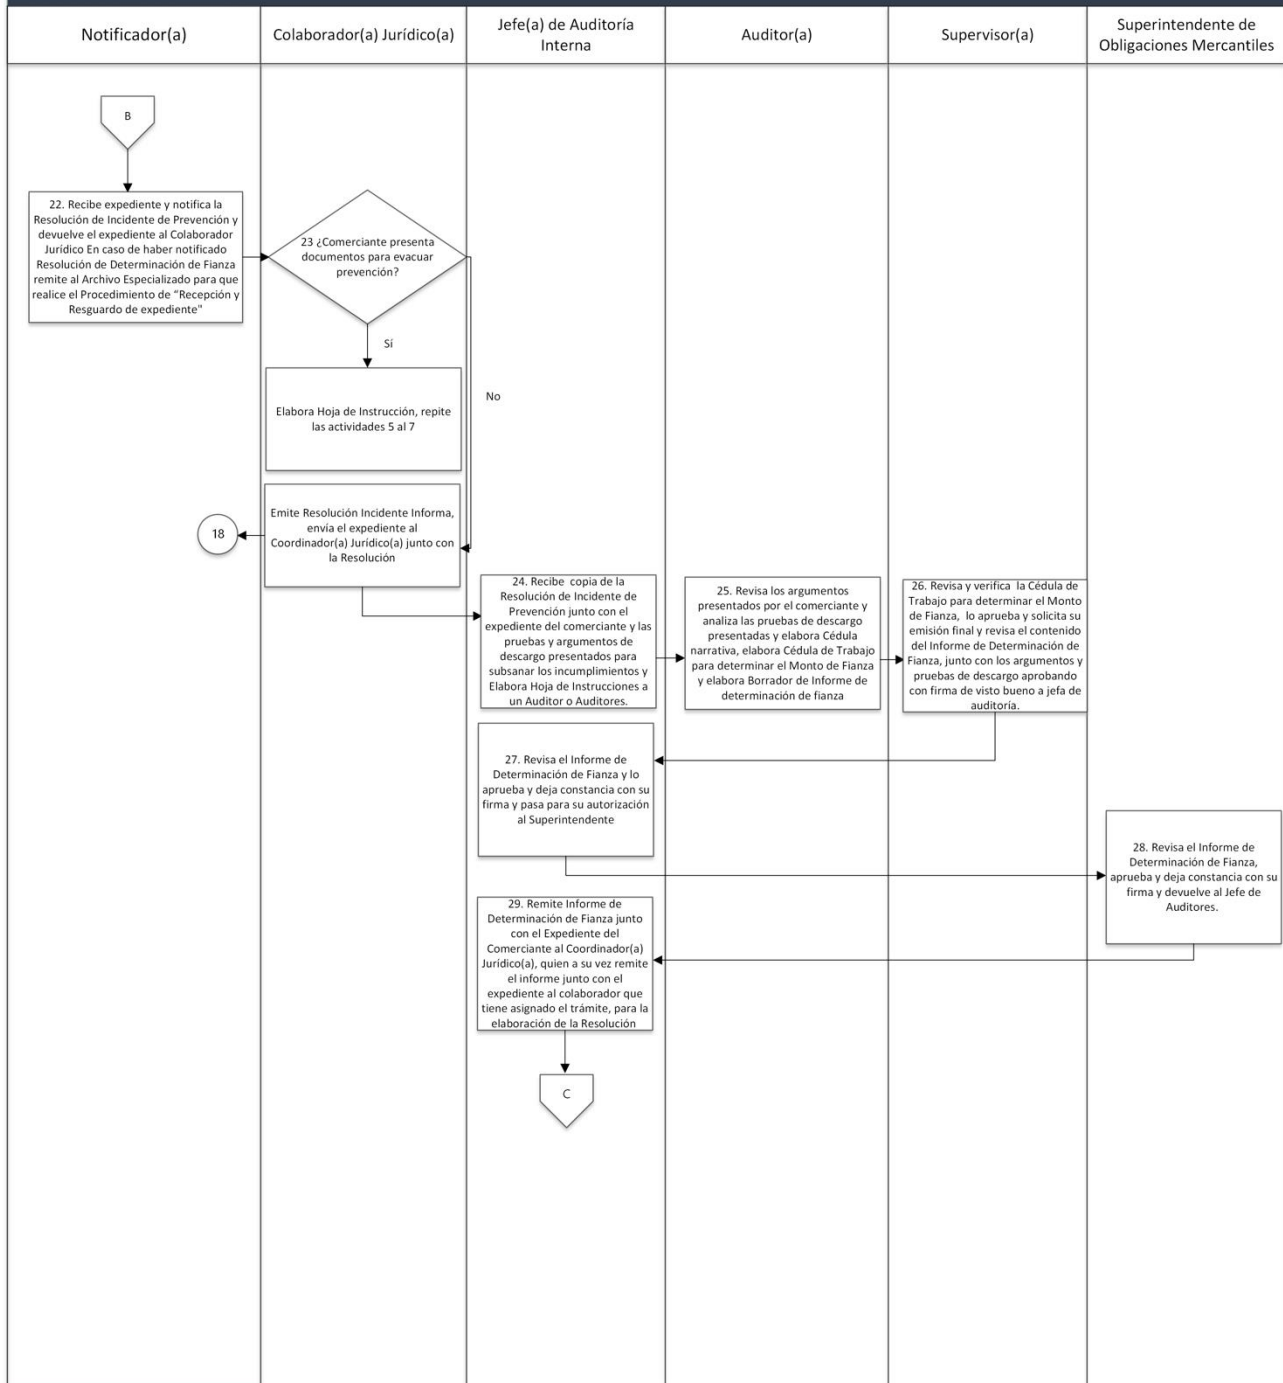 Notificador(a)
Colaborador(a) Jurídico(a)
Jefe(a) de Auditoría
Interna
Auditor(a)
Supervisor(a)
Superintendente de
Obligaciones Mercantiles
B
22. Recibe expediente y notifica la
Resolución de Incidente de Prevención y
devuelve el expediente al Colaborador
Jurídico En caso de haber notificado
Resolución de Determinación de Fianza
remite al Archivo Especializado para que
realice el Procedimiento de “Recepción y
Resguardo de expediente"
23 ¿Comerciante presenta
documentos para evacuar
prevención?
Sí
No
Elabora Hoja de Instrucción, repite
las actividades 5 al 7
18
Emite Resolución Incidente Informa,
envía el expediente al
Coordinador(a) Jurídico(a) junto con
la Resolución
24. Recibe copia de la
Resolución de Incidente de
Prevención junto con el
expediente del comerciante y las
pruebas y argumentos de
descargo presentados para
subsanar los incumplimientos y
Elabora Hoja de Instrucciones a
un Auditor o Auditores.
25. Revisa los argumentos
presentados por el comerciante y
analiza las pruebas de descargo
presentadas y elabora Cédula
narrativa, elabora Cédula de Trabajo
para determinar el Monto de Fianza
y elabora Borrador de Informe de
determinación de fianza
26. Revisa y verifica la Cédula de
Trabajo para determinar el Monto
de Fianza, lo aprueba y solicita su
emisión final y revisa el contenido
del Informe de Determinación de
Fianza, junto con los argumentos y
pruebas de descargo aprobando
con firma de visto bueno a jefa de
auditoría.
27. Revisa el Informe de
Determinación de Fianza y lo
aprueba y deja constancia con su
firma y pasa para su autorización
al Superintendente
28. Revisa el Informe de
Determinación de Fianza,
aprueba y deja constancia con su
firma y devuelve al Jefe de
Auditores.
29. Remite Informe de
Determinación de Fianza junto
con el Expediente del
Comerciante al Coordinador(a)
Jurídico(a), quien a su vez remite
el informe junto con el
expediente al colaborador que
tiene asignado el trámite, para la
elaboración de la Resolución
C